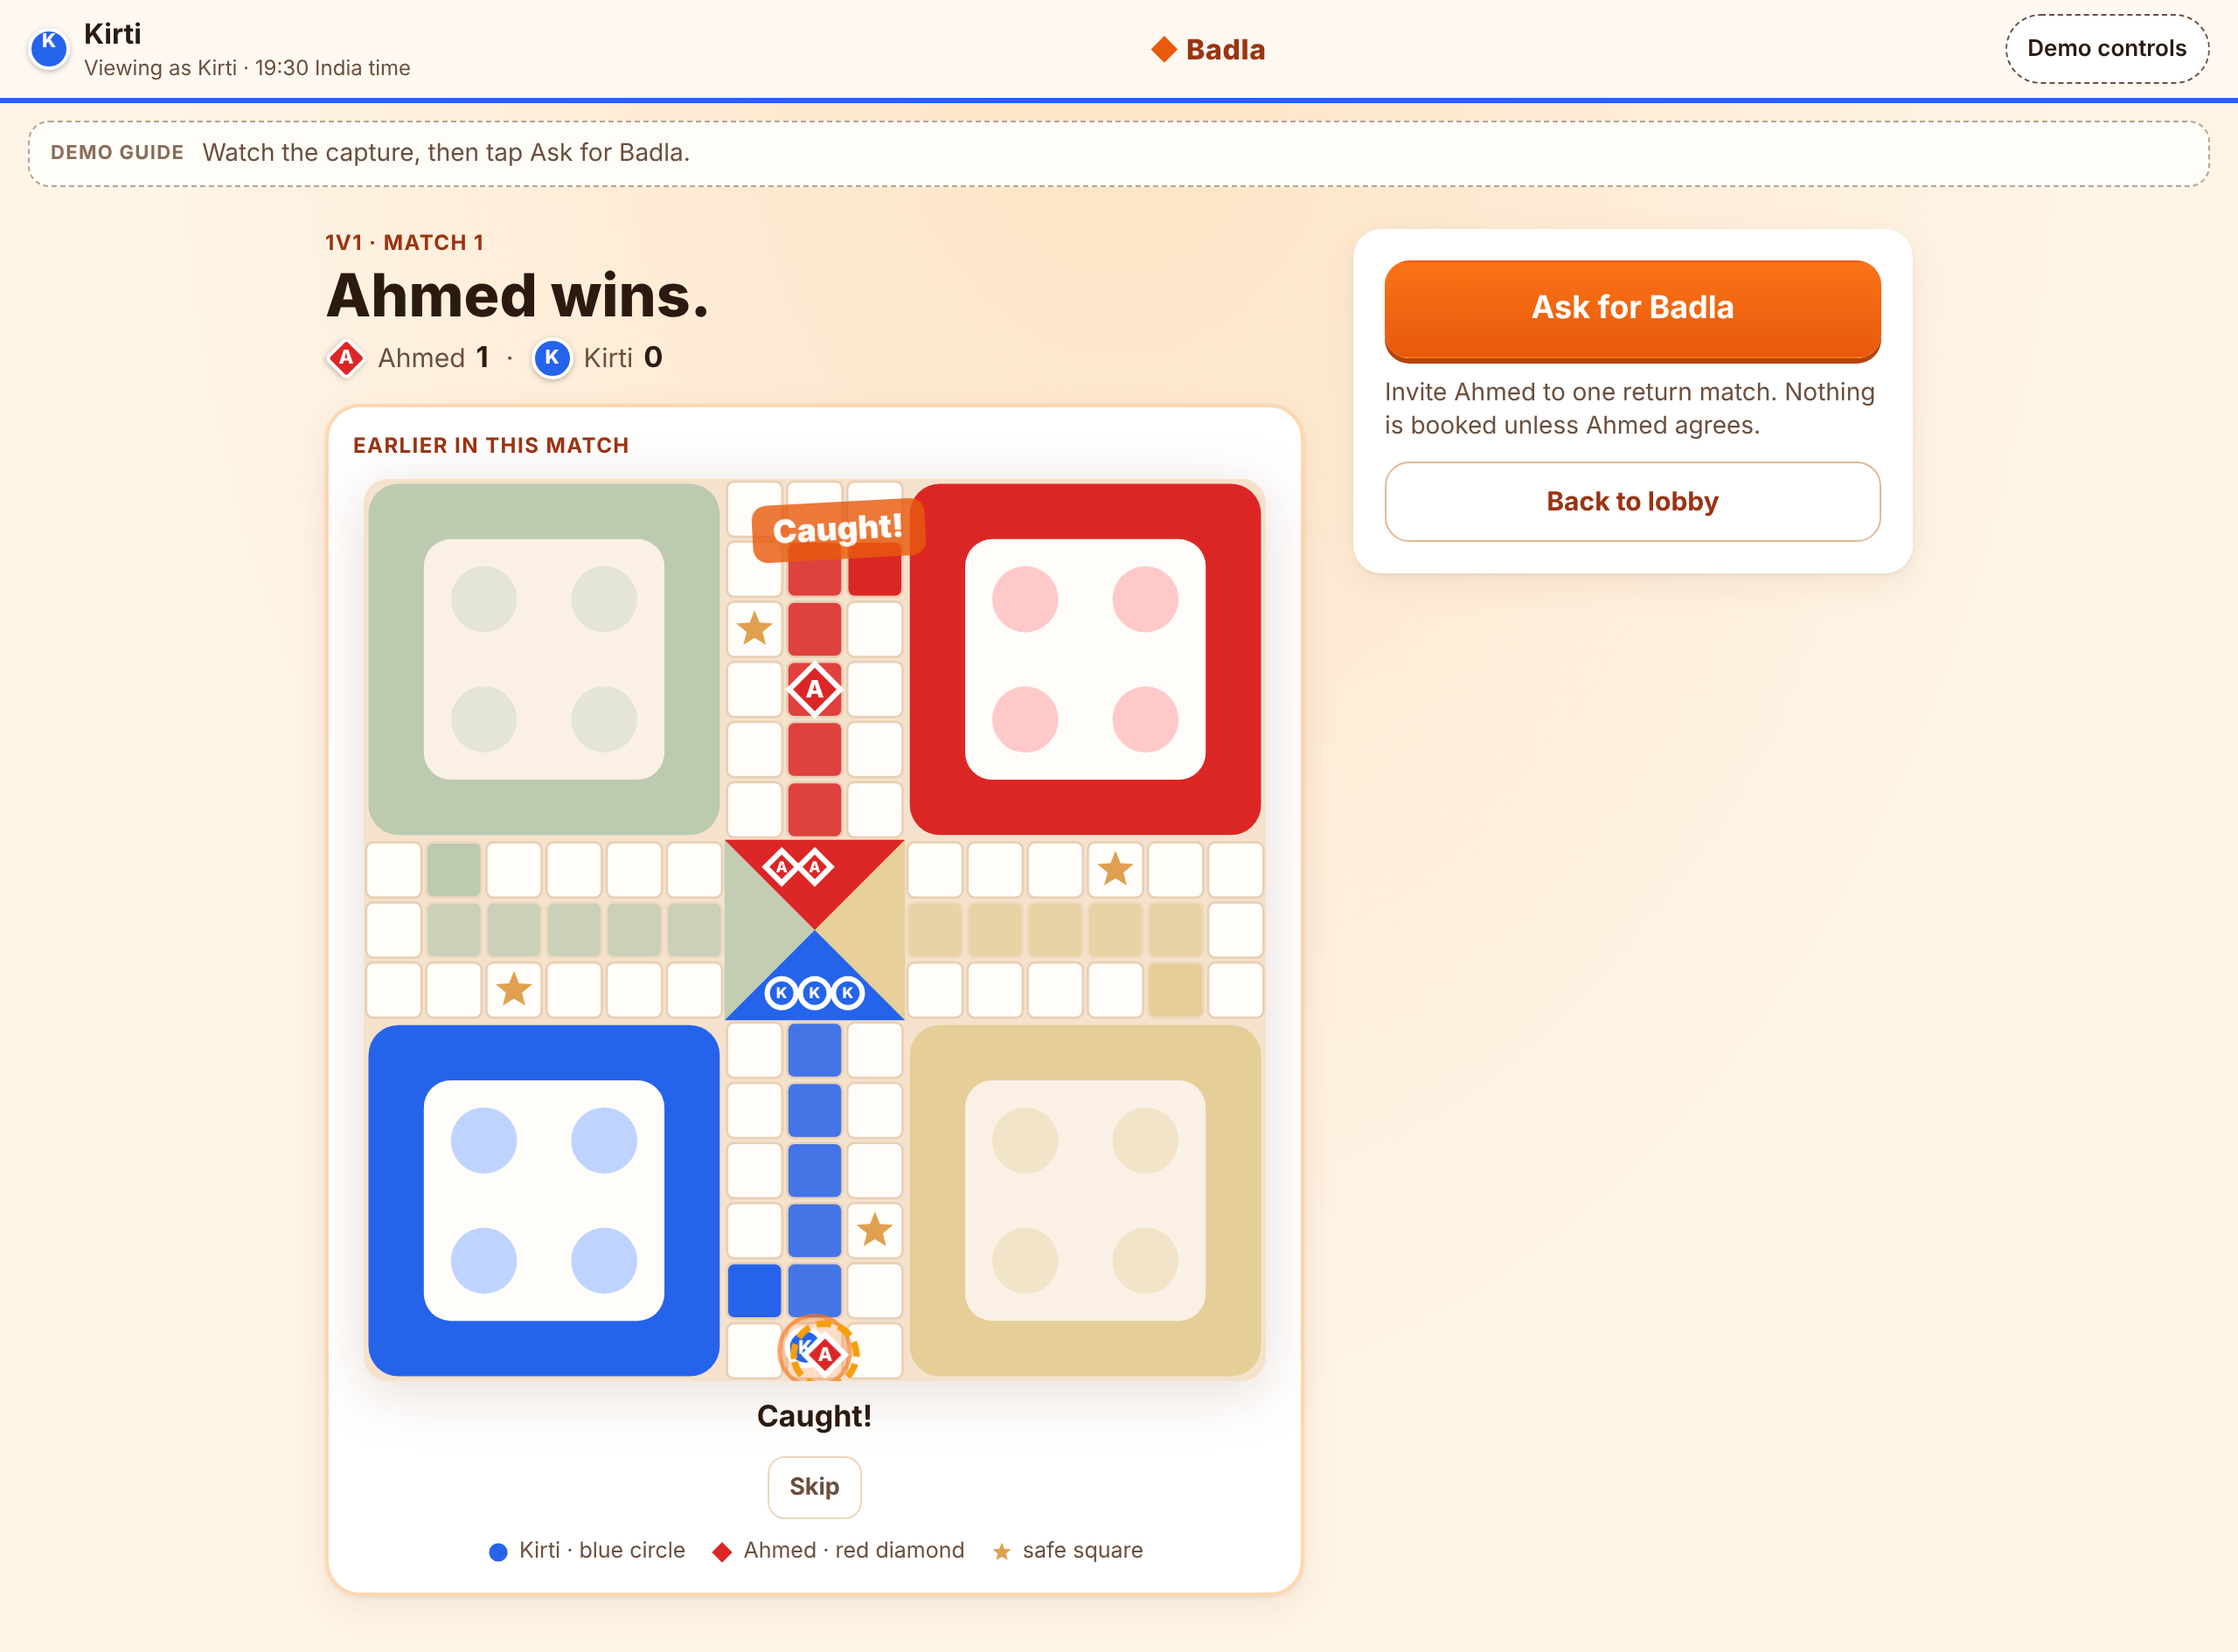 K
Kirti
Viewing as Kirti · 19:30 India time
Badla
Demo controls
DEMO GUIDE Watch the capture, then tap Ask for Badla.
1V1 · MATCH 1
Ahmed wins.
A Ahmed 1 · K Kirti 0
EARLIER IN THIS MATCH
Caught!
A
A A
K K K
K A
Caught!
Skip
Kirti · blue circle Ahmed · red diamond safe square
Ask for Badla
Invite Ahmed to one return match. Nothing
is booked unless Ahmed agrees.
Back to lobby